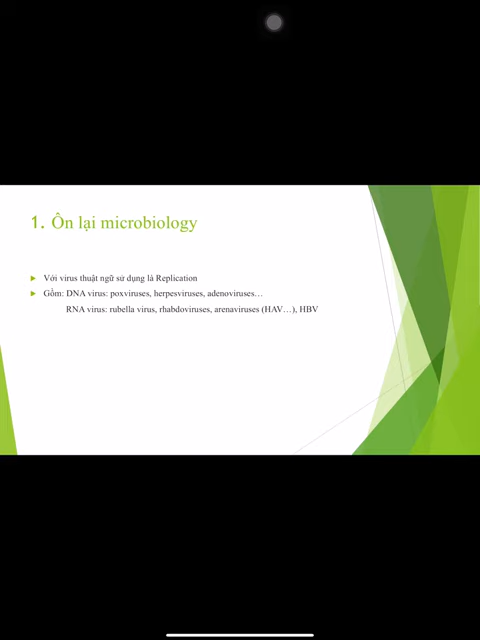 1. Ôn lại microbiology
Với virus thuật ngữ sử dụng là Replication
Gồm: DNA virus: poxviruses, herpesviruses, adenoviruses…
RNA virus: rubella virus, rhabdoviruses, arenaviruses (HAV…), HBV